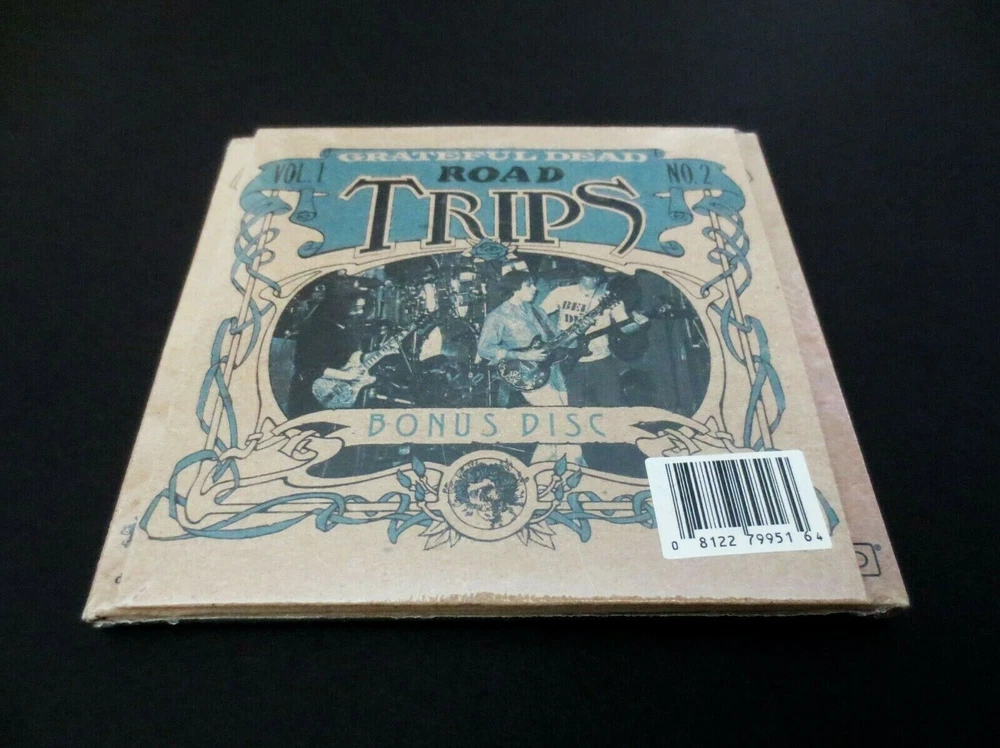 GRATEFUL DEAD
VOL. 1 ROAD NO. 2
TRIPS
BONUS DISC
0 8122 79951 64